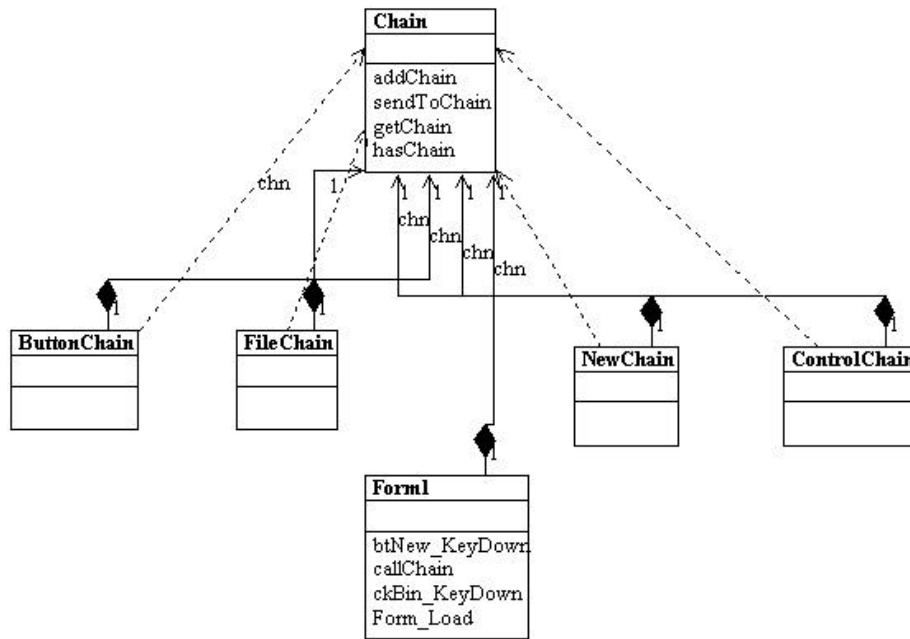 Chain
addChain
sendToChain
getChain
hasChain
chn
1
1
1
1
1
chn
chn
chn
chn
1
1
1
1
ButtonChain
FileChain
NewChain
ControlChain
1
Form1
btNew_KeyDown
callChain
ckBin_KeyDown
Form_Load